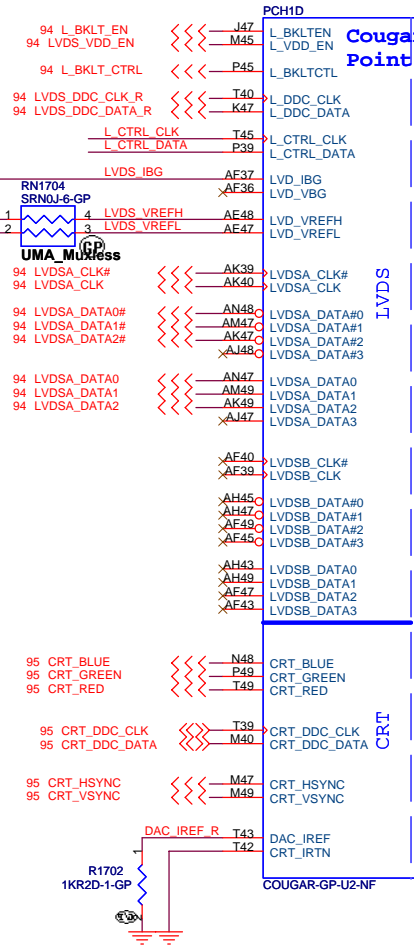 PCH1D
94 L_BKLT_EN J47 L_BKLTEN
94 LVDS_VDD_EN M45 L_VDD_EN
Cougar
Point
94 L_BKLT_CTRL P45 L_BKLTCTL
94 LVDS_DDC_CLK_R T40 L_DDC_CLK
94 LVDS_DDC_DATA_R K47 L_DDC_DATA
L_CTRL_CLK T45 L_CTRL_CLK
L_CTRL_DATA P39 L_CTRL_DATA
LVDS_IBG AF37 LVD_IBG
AF36 LVD_VBG
RN1704
SRN0J-6-GP
1 4 LVDS_VREFH AE48 LVD_VREFH
2 3 LVDS_VREFL AE47 LVD_VREFL
GP
UMA_Muxless
94 LVDSA_CLK# AK39 LVDSA_CLK#
94 LVDSA_CLK AK40 LVDSA_CLK
LVDS
94 LVDSA_DATA0# AN48 LVDSA_DATA#0
94 LVDSA_DATA1# AM47 LVDSA_DATA#1
94 LVDSA_DATA2# AK47 LVDSA_DATA#2
AJ48 LVDSA_DATA#3
94 LVDSA_DATA0 AN47 LVDSA_DATA0
94 LVDSA_DATA1 AM49 LVDSA_DATA1
94 LVDSA_DATA2 AK49 LVDSA_DATA2
AJ47 LVDSA_DATA3
AF40 LVDSB_CLK#
AF39 LVDSB_CLK
AH45 LVDSB_DATA#0
AH47 LVDSB_DATA#1
AF49 LVDSB_DATA#2
AF45 LVDSB_DATA#3
AH43 LVDSB_DATA0
AH49 LVDSB_DATA1
AF47 LVDSB_DATA2
AF43 LVDSB_DATA3
95 CRT_BLUE N48 CRT_BLUE
95 CRT_GREEN P49 CRT_GREEN
95 CRT_RED T49 CRT_RED
95 CRT_DDC_CLK T39 CRT_DDC_CLK
95 CRT_DDC_DATA M40 CRT_DDC_DATA
CRT
95 CRT_HSYNC M47 CRT_HSYNC
95 CRT_VSYNC M49 CRT_VSYNC
DAC_IREF_R T43 DAC_IREF
T42 CRT_IRTN
1
R1702
1KR2D-1-GP
2
COUGAR-GP-U2-NF